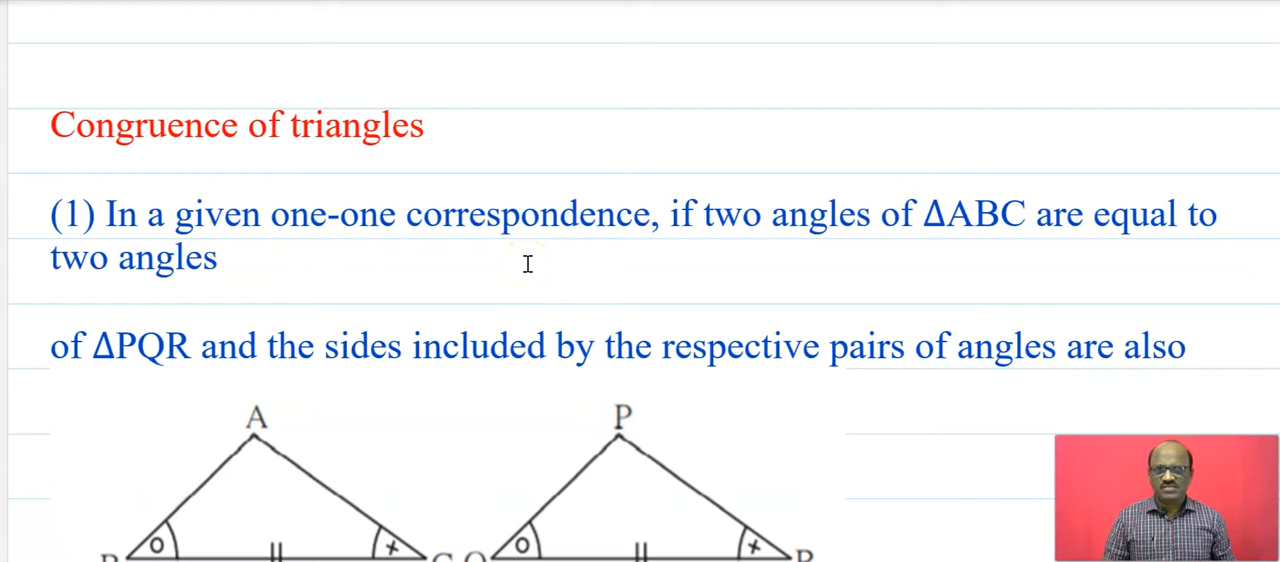 Congruence of triangles
(1) In a given one-one correspondence, if two angles of ΔABC are equal to
two angles
of ΔPQR and the sides included by the respective pairs of angles are also
A P
o + o +
B C Q R